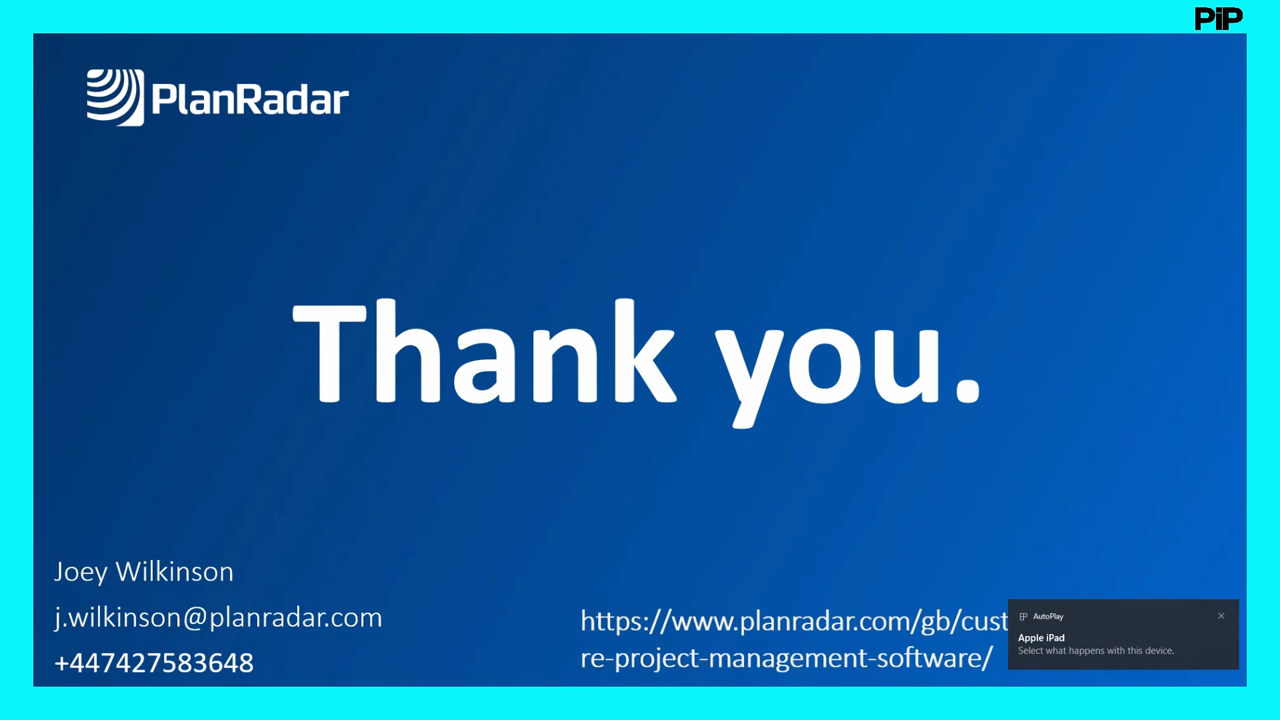 PiP
PlanRadar
Thank you.
Joey Wilkinson
j.wilkinson@planradar.com
+447427583648
https://www.planradar.com/gb/cust
re-project-management-software/
AutoPlay
Apple iPad
Select what happens with this device.